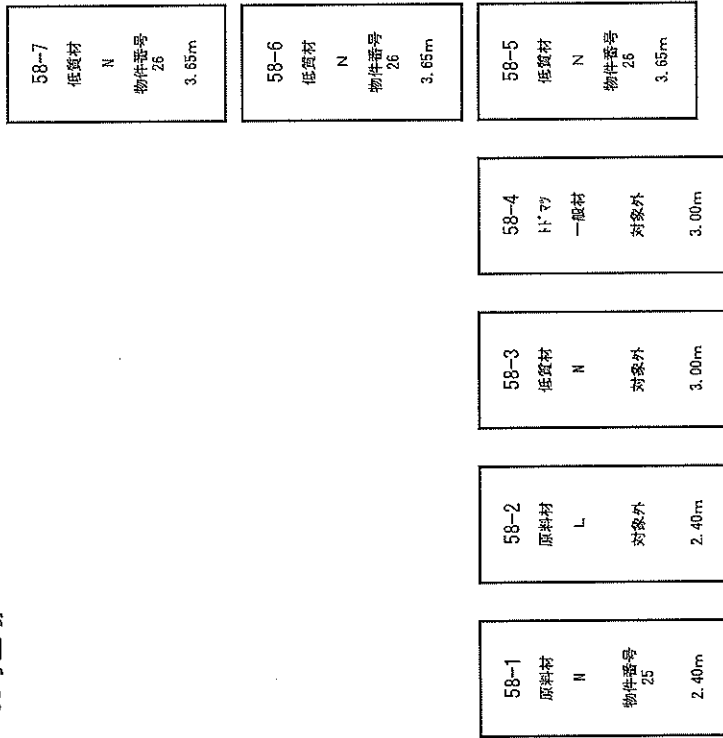 58-7
低質材
N
物件番号
26
3.65m
58-6
低質材
N
物件番号
26
3.65m
58-5
低質材
N
物件番号
26
3.65m
58-4
トドマツ
一般材
対象外
3.00m
58-3
低質材
N
対象外
3.00m
58-2
原料材
L
対象外
2.40m
58-1
原料材
N
物件番号
25
2.40m